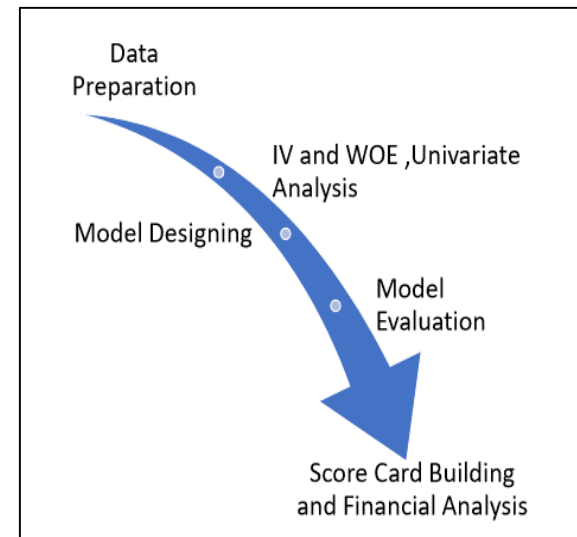 Data
Preparation
IV and WOE ,Univariate
Analysis
Model Designing
Model
Evaluation
Score Card Building
and Financial Analysis